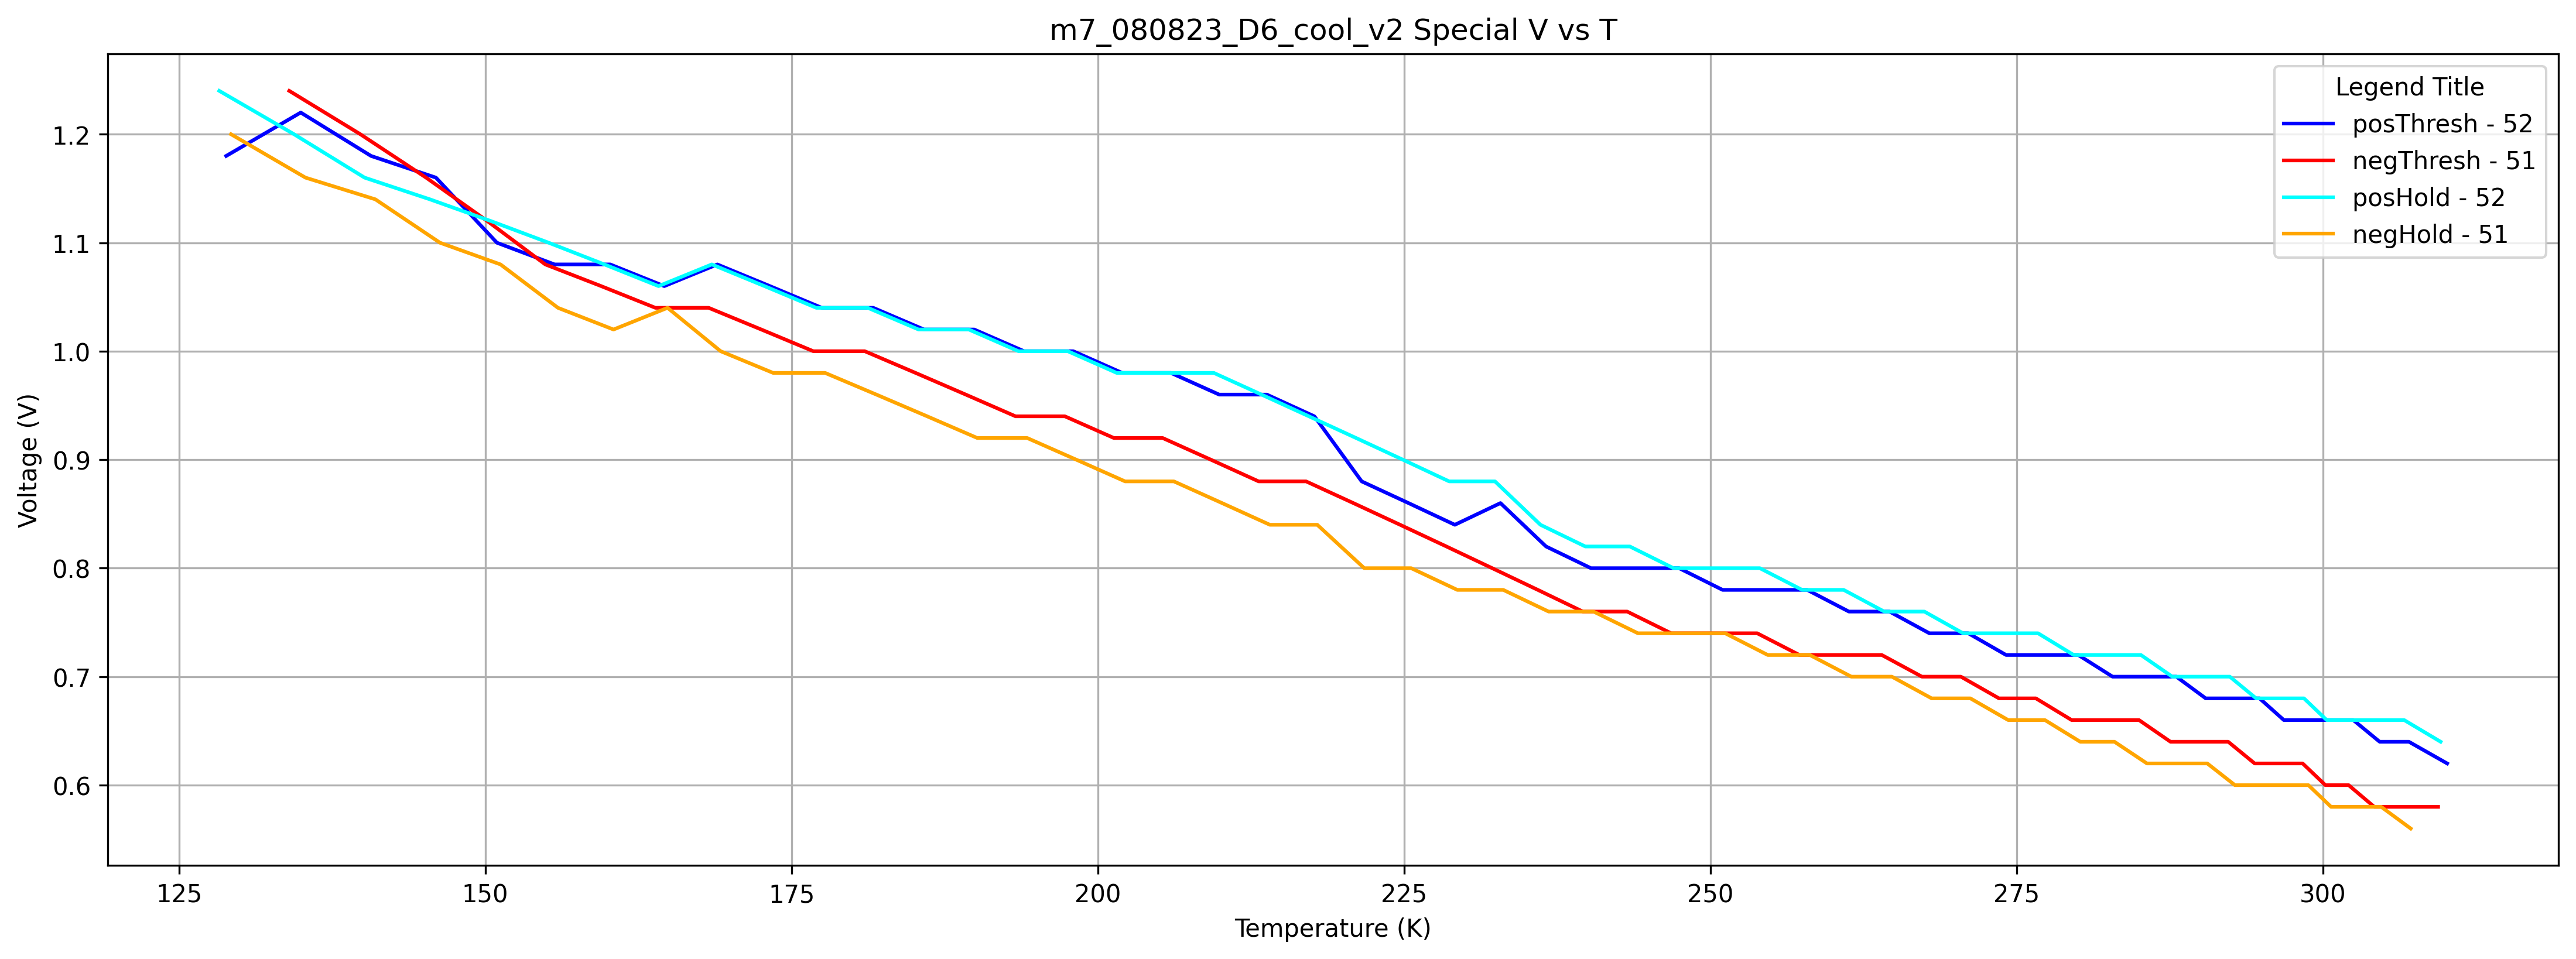 m7_080823_D6_cool_v2 Special V vs T
Legend Title
posThresh - 52
negThresh - 51
posHold - 52
negHold - 51
Voltage (V)
1.2
1.1
1.0
0.9
0.8
0.7
0.6
125 150 175 200 225 250 275 300
Temperature (K)